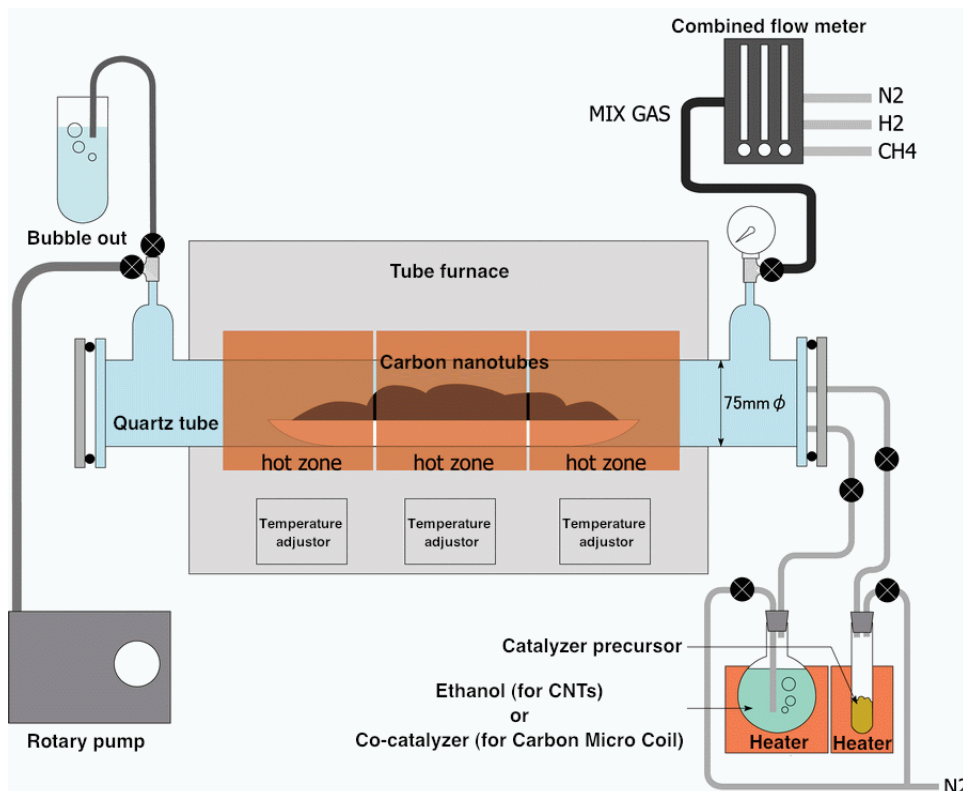 Combined flow meter
MIX GAS
N2
H2
CH4
Bubble out
Tube furnace
Carbon nanotubes
Quartz tube
75mm ϕ
hot zone
hot zone
hot zone
Temperature
adjustor
Temperature
adjustor
Temperature
adjustor
Catalyzer precursor
Ethanol (for CNTs)
or
Co-catalyzer (for Carbon Micro Coil)
Heater
Heater
Rotary pump
N2